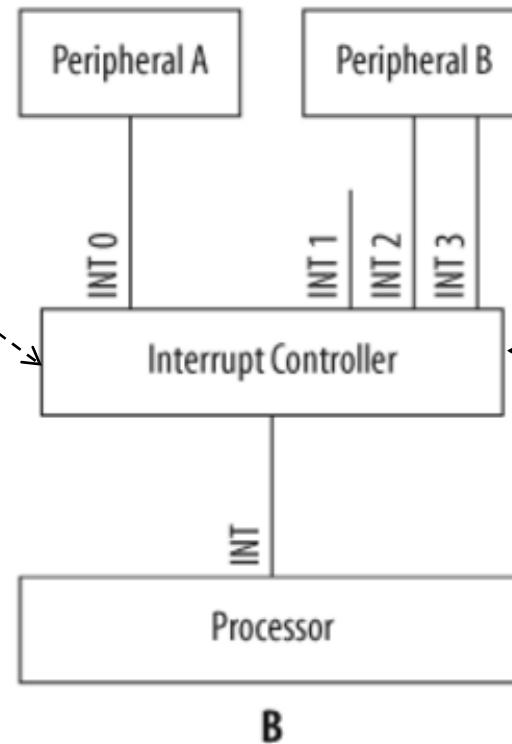 Peripheral A
Peripheral B
INT 0
INT 1
INT 2
INT 3
Interrupt Controller
INT
Processor
B